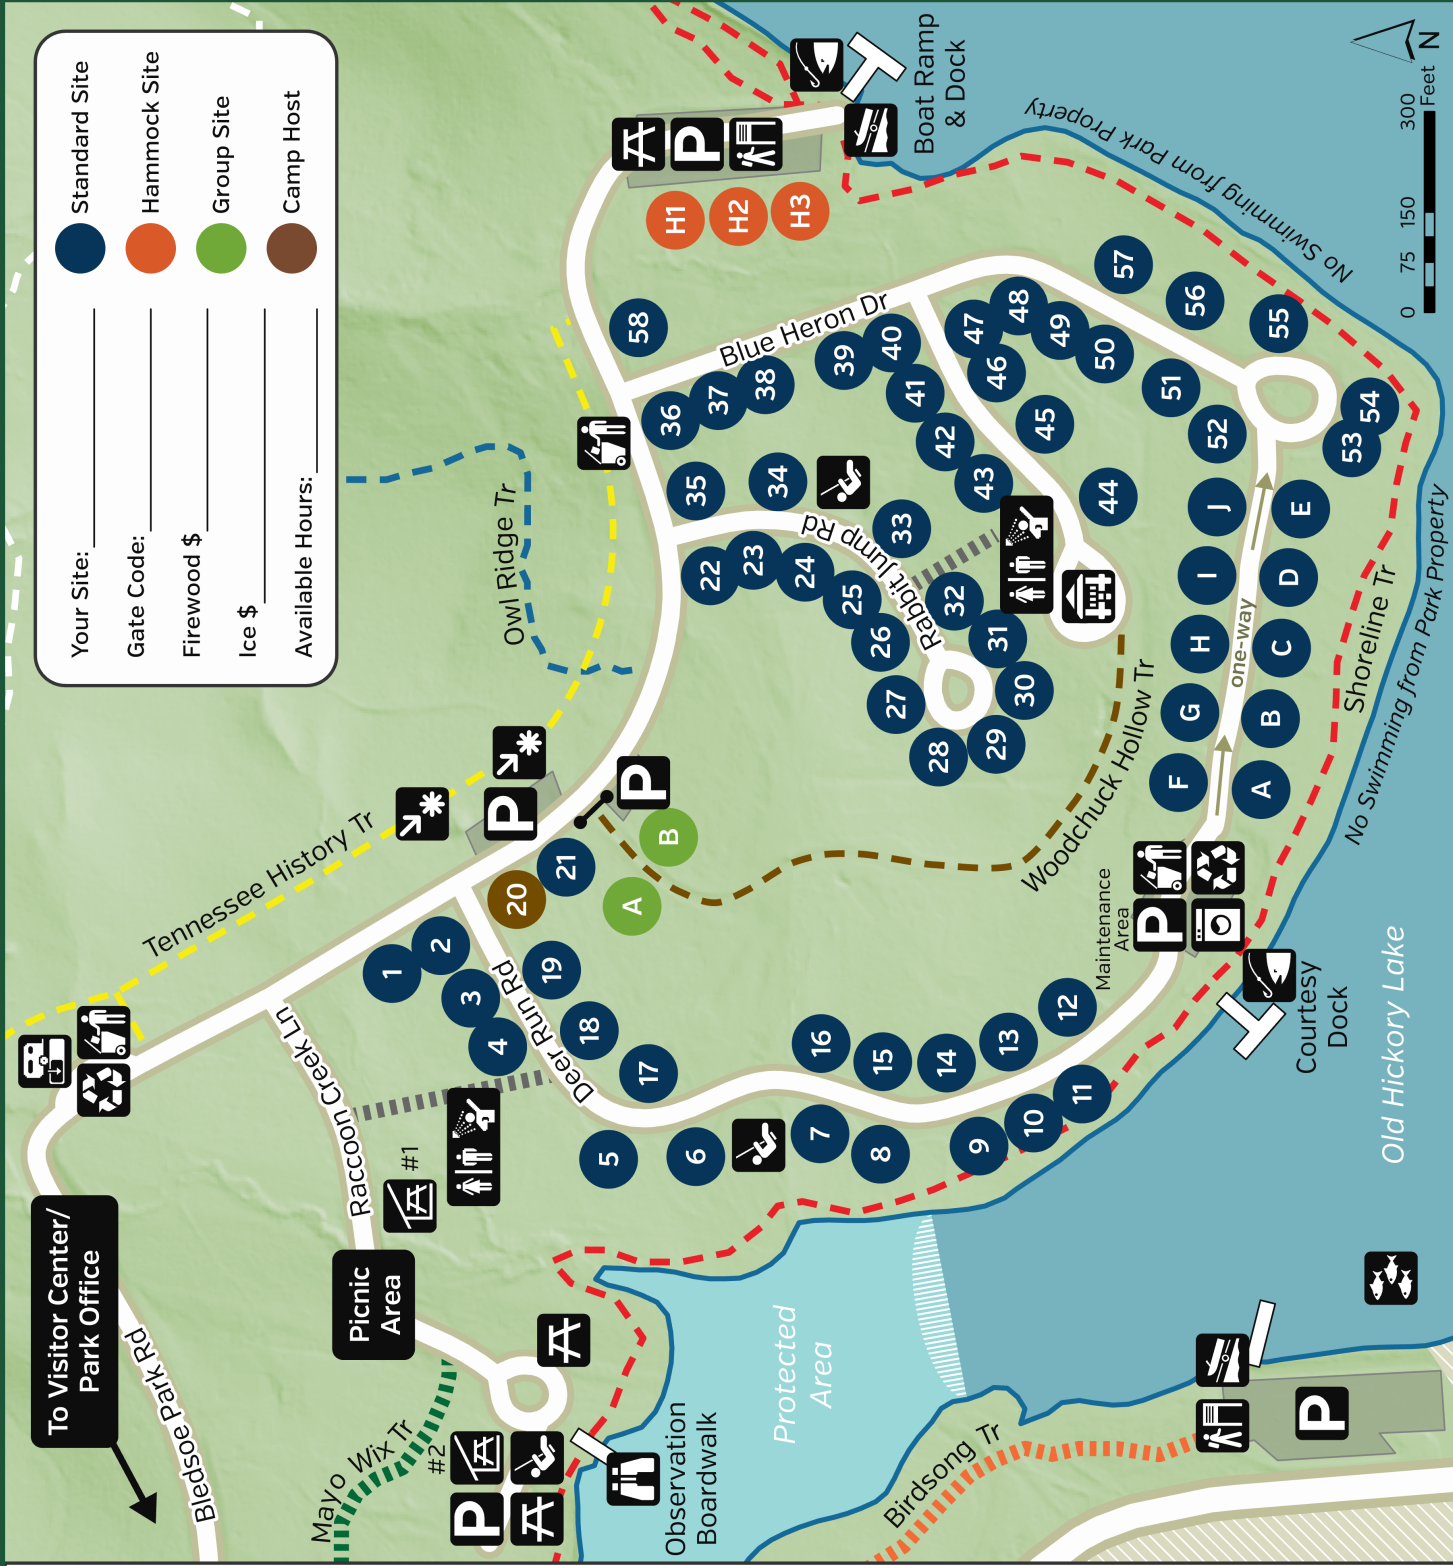 Your Site:
Gate Code:
Firewood $
Ice $
Available Hours:
Standard Site
Hammock Site
Group Site
Camp Host
To Visitor Center/
Park Office
Bledsoe Park Rd
Tennessee History Tr
Owl Ridge Tr
Raccoon Creek Ln
Picnic
Area
Mayo Wix Tr
#1
#2
P
P
P
P
P
P
P
Observation
Boardwalk
Protected
Area
Birdsong Tr
Deer Run Rd
1
2
3
4
5
6
7
8
9
10
11
12
13
14
15
16
17
18
19
20
21
A
B
Blue Heron Dr
Rabbit Jump Rd
22
23
24
25
26
27
28
29
30
31
32
33
34
35
36
37
38
39
40
41
42
43
44
45
46
47
48
49
50
51
52
53
54
55
56
57
58
H1
H2
H3
Boat Ramp
& Dock
Woodchuck Hollow Tr
Maintenance
Area
one-way
F
G
H
I
J
A
B
C
D
E
Shoreline Tr
No Swimming from Park Property
No Swimming from Park Property
Courtesy
Dock
Old Hickory Lake
0
75
150
300
Feet
N